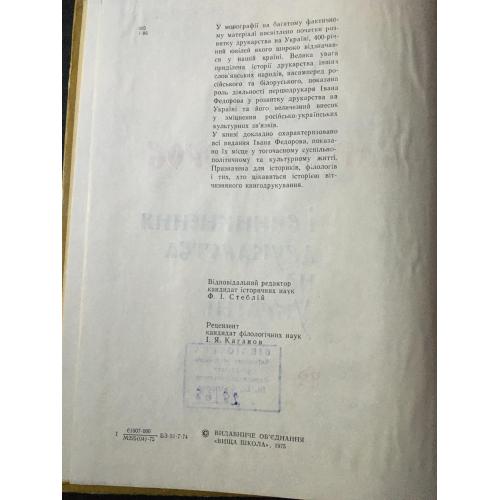 У монографії на багатому фактично-
му матеріалі висвітлено початки роз-
витку друкарства на Україні, 400-річ-
ний ювілей якого широко відзначав-
ся у нашій країні. Велика увага
приділена історії друкарства інших
слов'янських народів, насамперед ро-
сійського та білоруського, показано
роль діяльності першодрукаря Івана
Федорова у розвитку друкарства на
Україні та його величезний внесок
у зміцнення російсько-українських
культурних зв'язків.
У книзі докладно охарактеризовано
всі видання Івана Федорова, показа-
но їх місце у тогочасному суспільно-
політичному та культурному житті.
Призначена для істориків, філологів
і тих, хто цікавиться історією віт-
чизняного книгодрукування.
Відповідальний редактор
кандидат історичних наук
Ф. І. Стеблій
Рецензент
кандидат філологічних наук
І. Я. Каганов
© ВИДАВНИЧЕ ОБ'ЄДНАННЯ
«ВИЩА ШКОЛА», 1975